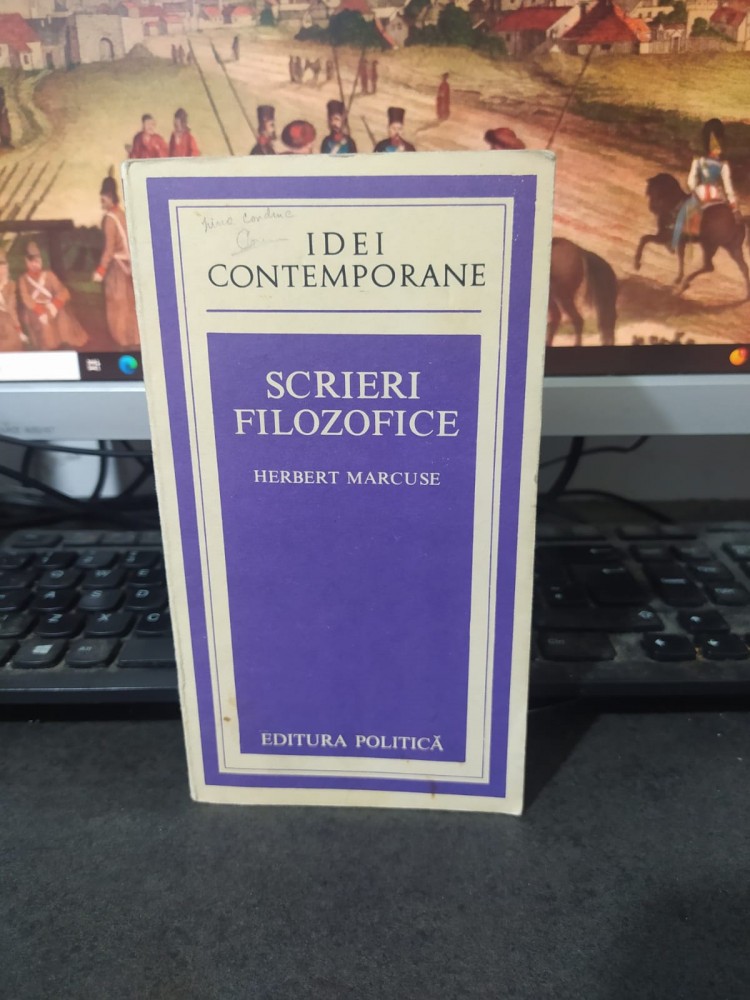 IDEI
CONTEMPORANE
SCRIERI
FILOZOFICE
HERBERT MARCUSE
EDITURA POLITICĂ